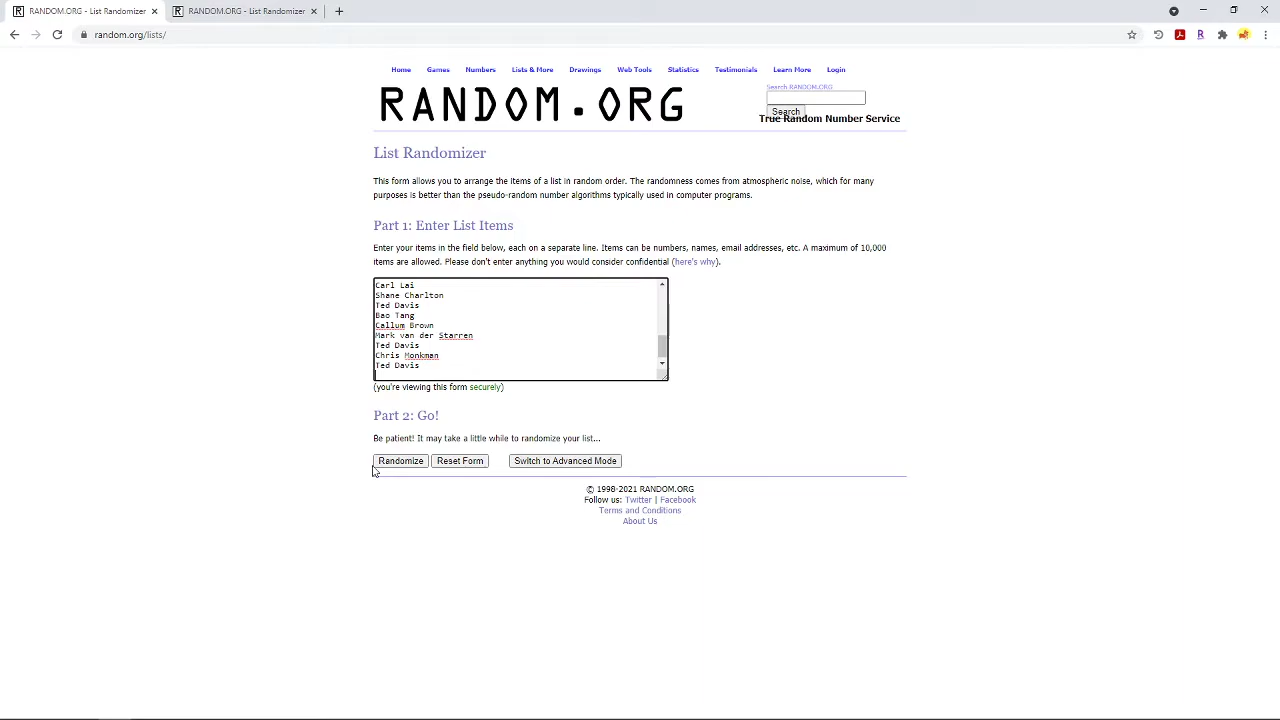 RANDOM.ORG - List Randomizer
RANDOM.ORG - List Randomizer
random.org/lists/
Home Games Numbers Lists & More Drawings Web Tools Statistics Testimonials Learn More Login
RANDOM.ORG
Search RANDOM.ORG
Search
True Random Number Service
List Randomizer
This form allows you to arrange the items of a list in random order. The randomness comes from atmospheric noise, which for many
purposes is better than the pseudo-random number algorithms typically used in computer programs.
Part 1: Enter List Items
Enter your items in the field below, each on a separate line. Items can be numbers, names, email addresses, etc. A maximum of 10,000
items are allowed. Please don't enter anything you would consider confidential (here's why).
Carl Lai
Shane Charlton
Ted Davis
Bao Tang
Callum Brown
Mark van der Starren
Ted Davis
Chris Monkman
Ted Davis
(you're viewing this form securely)
Part 2: Go!
Be patient! It may take a little while to randomize your list...
Randomize Reset Form Switch to Advanced Mode
© 1998-2021 RANDOM.ORG
Follow us: Twitter | Facebook
Terms and Conditions
About Us